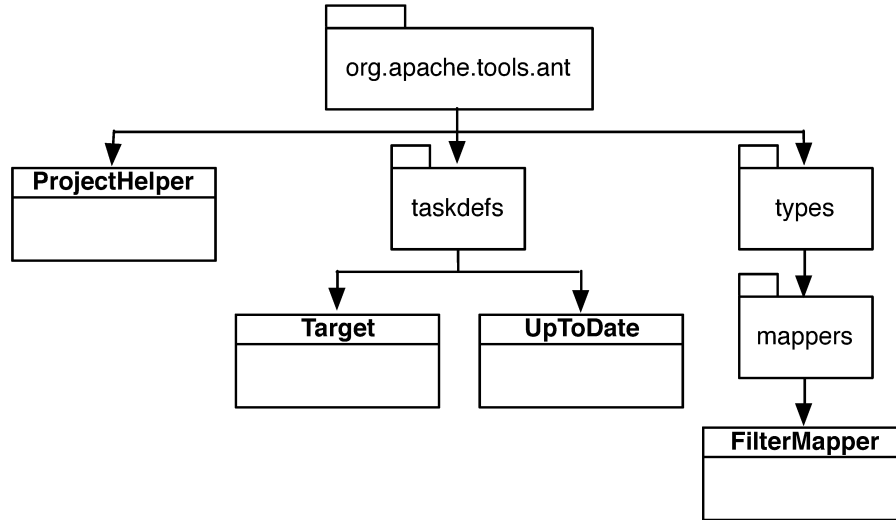 org.apache.tools.ant
ProjectHelper
taskdefs
types
Target
UpToDate
mappers
FilterMapper